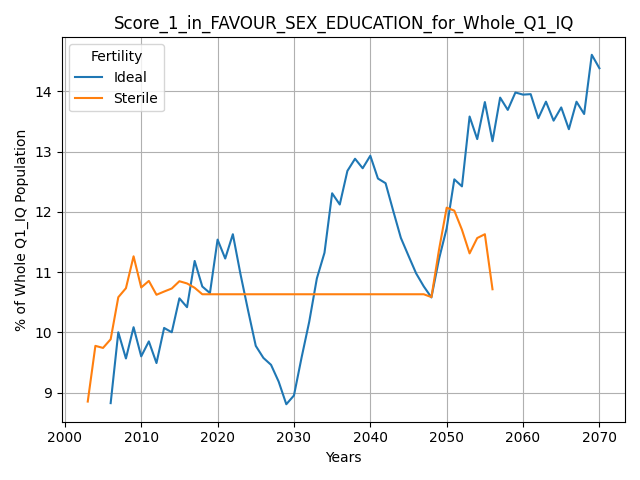 Score_1_in_FAVOUR_SEX_EDUCATION_for_Whole_Q1_IQ
Fertility
Ideal
Sterile
14
13
12
11
10
9
% of Whole Q1_IQ Population
2000 2010 2020 2030 2040 2050 2060 2070
Years